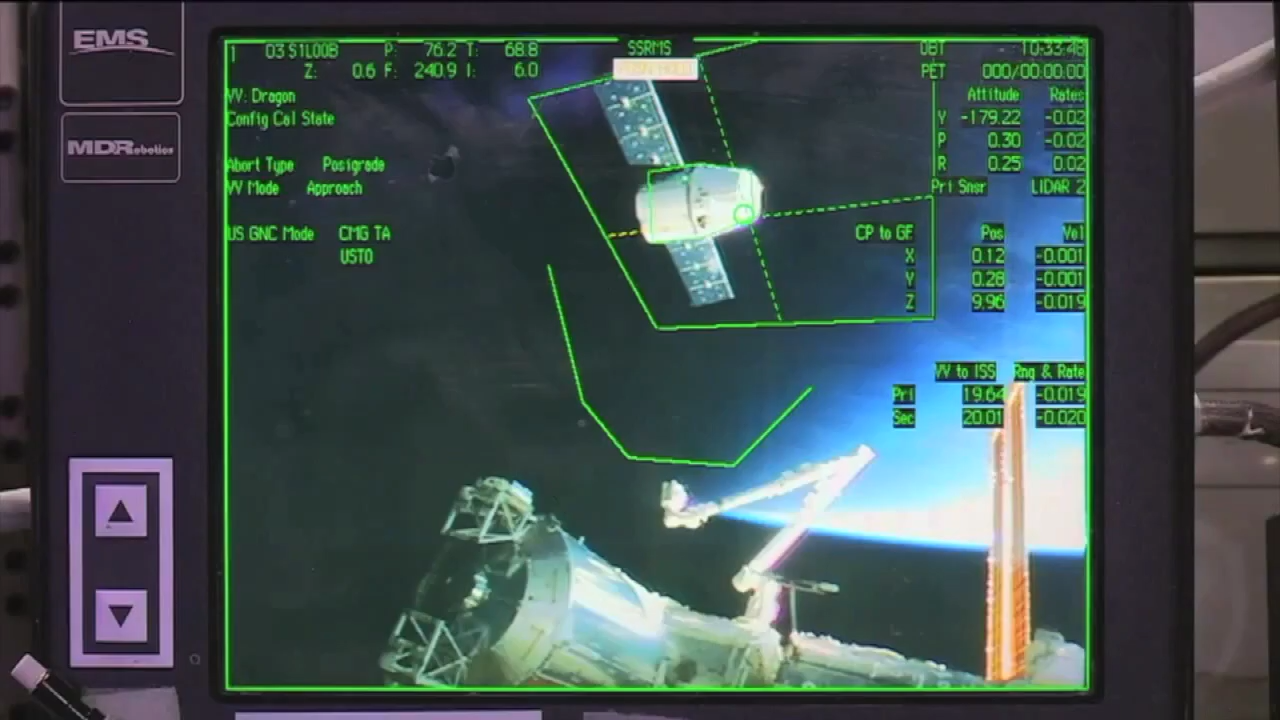 EMS
MDRobotics
1 03 S1L00B P: 76.2 T: 68.8 SSRMS OBT 10:33:48
Z: 0.6 F: 240.9 I: 6.0 PET 000/00:00:00
VV: Dragon
Config Cal State
Abort Type Posigrade
VV Mode Approach
US GNC Mode CMG TA
USTO
Attitude Rates
Y -179.22 -0.02
P 0.30 -0.02
R 0.25 0.02
Pri Snsr LIDAR 2
CP to GF Pos Vel
X 0.12 -0.001
Y 0.28 -0.001
Z 9.96 -0.019
VV to ISS Rng & Rate
Pri 19.64 -0.019
Sec 20.01 -0.020